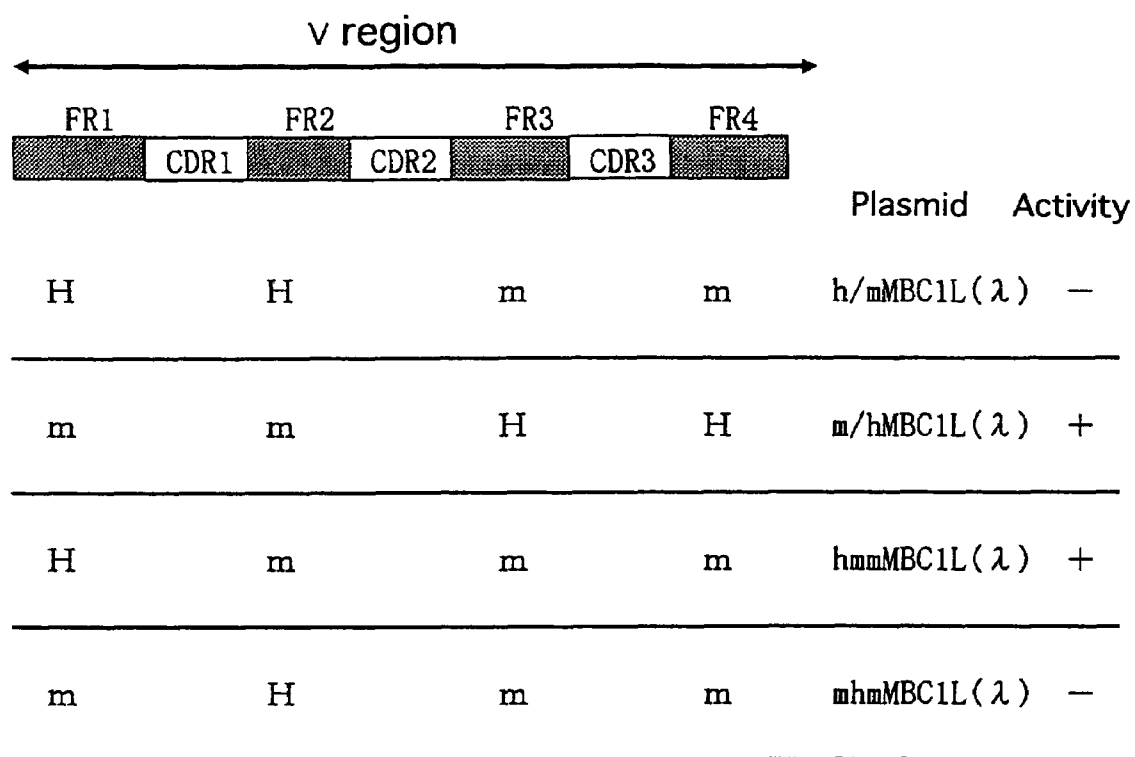 V region
FR1 FR2 FR3 FR4
CDR1 CDR2 CDR3
Plasmid Activity
H H m m h/mMBC1L(λ) −
m m H H m/hMBC1L(λ) +
H m m m hmmMBC1L(λ) +
m H m m mhmMBC1L(λ) −